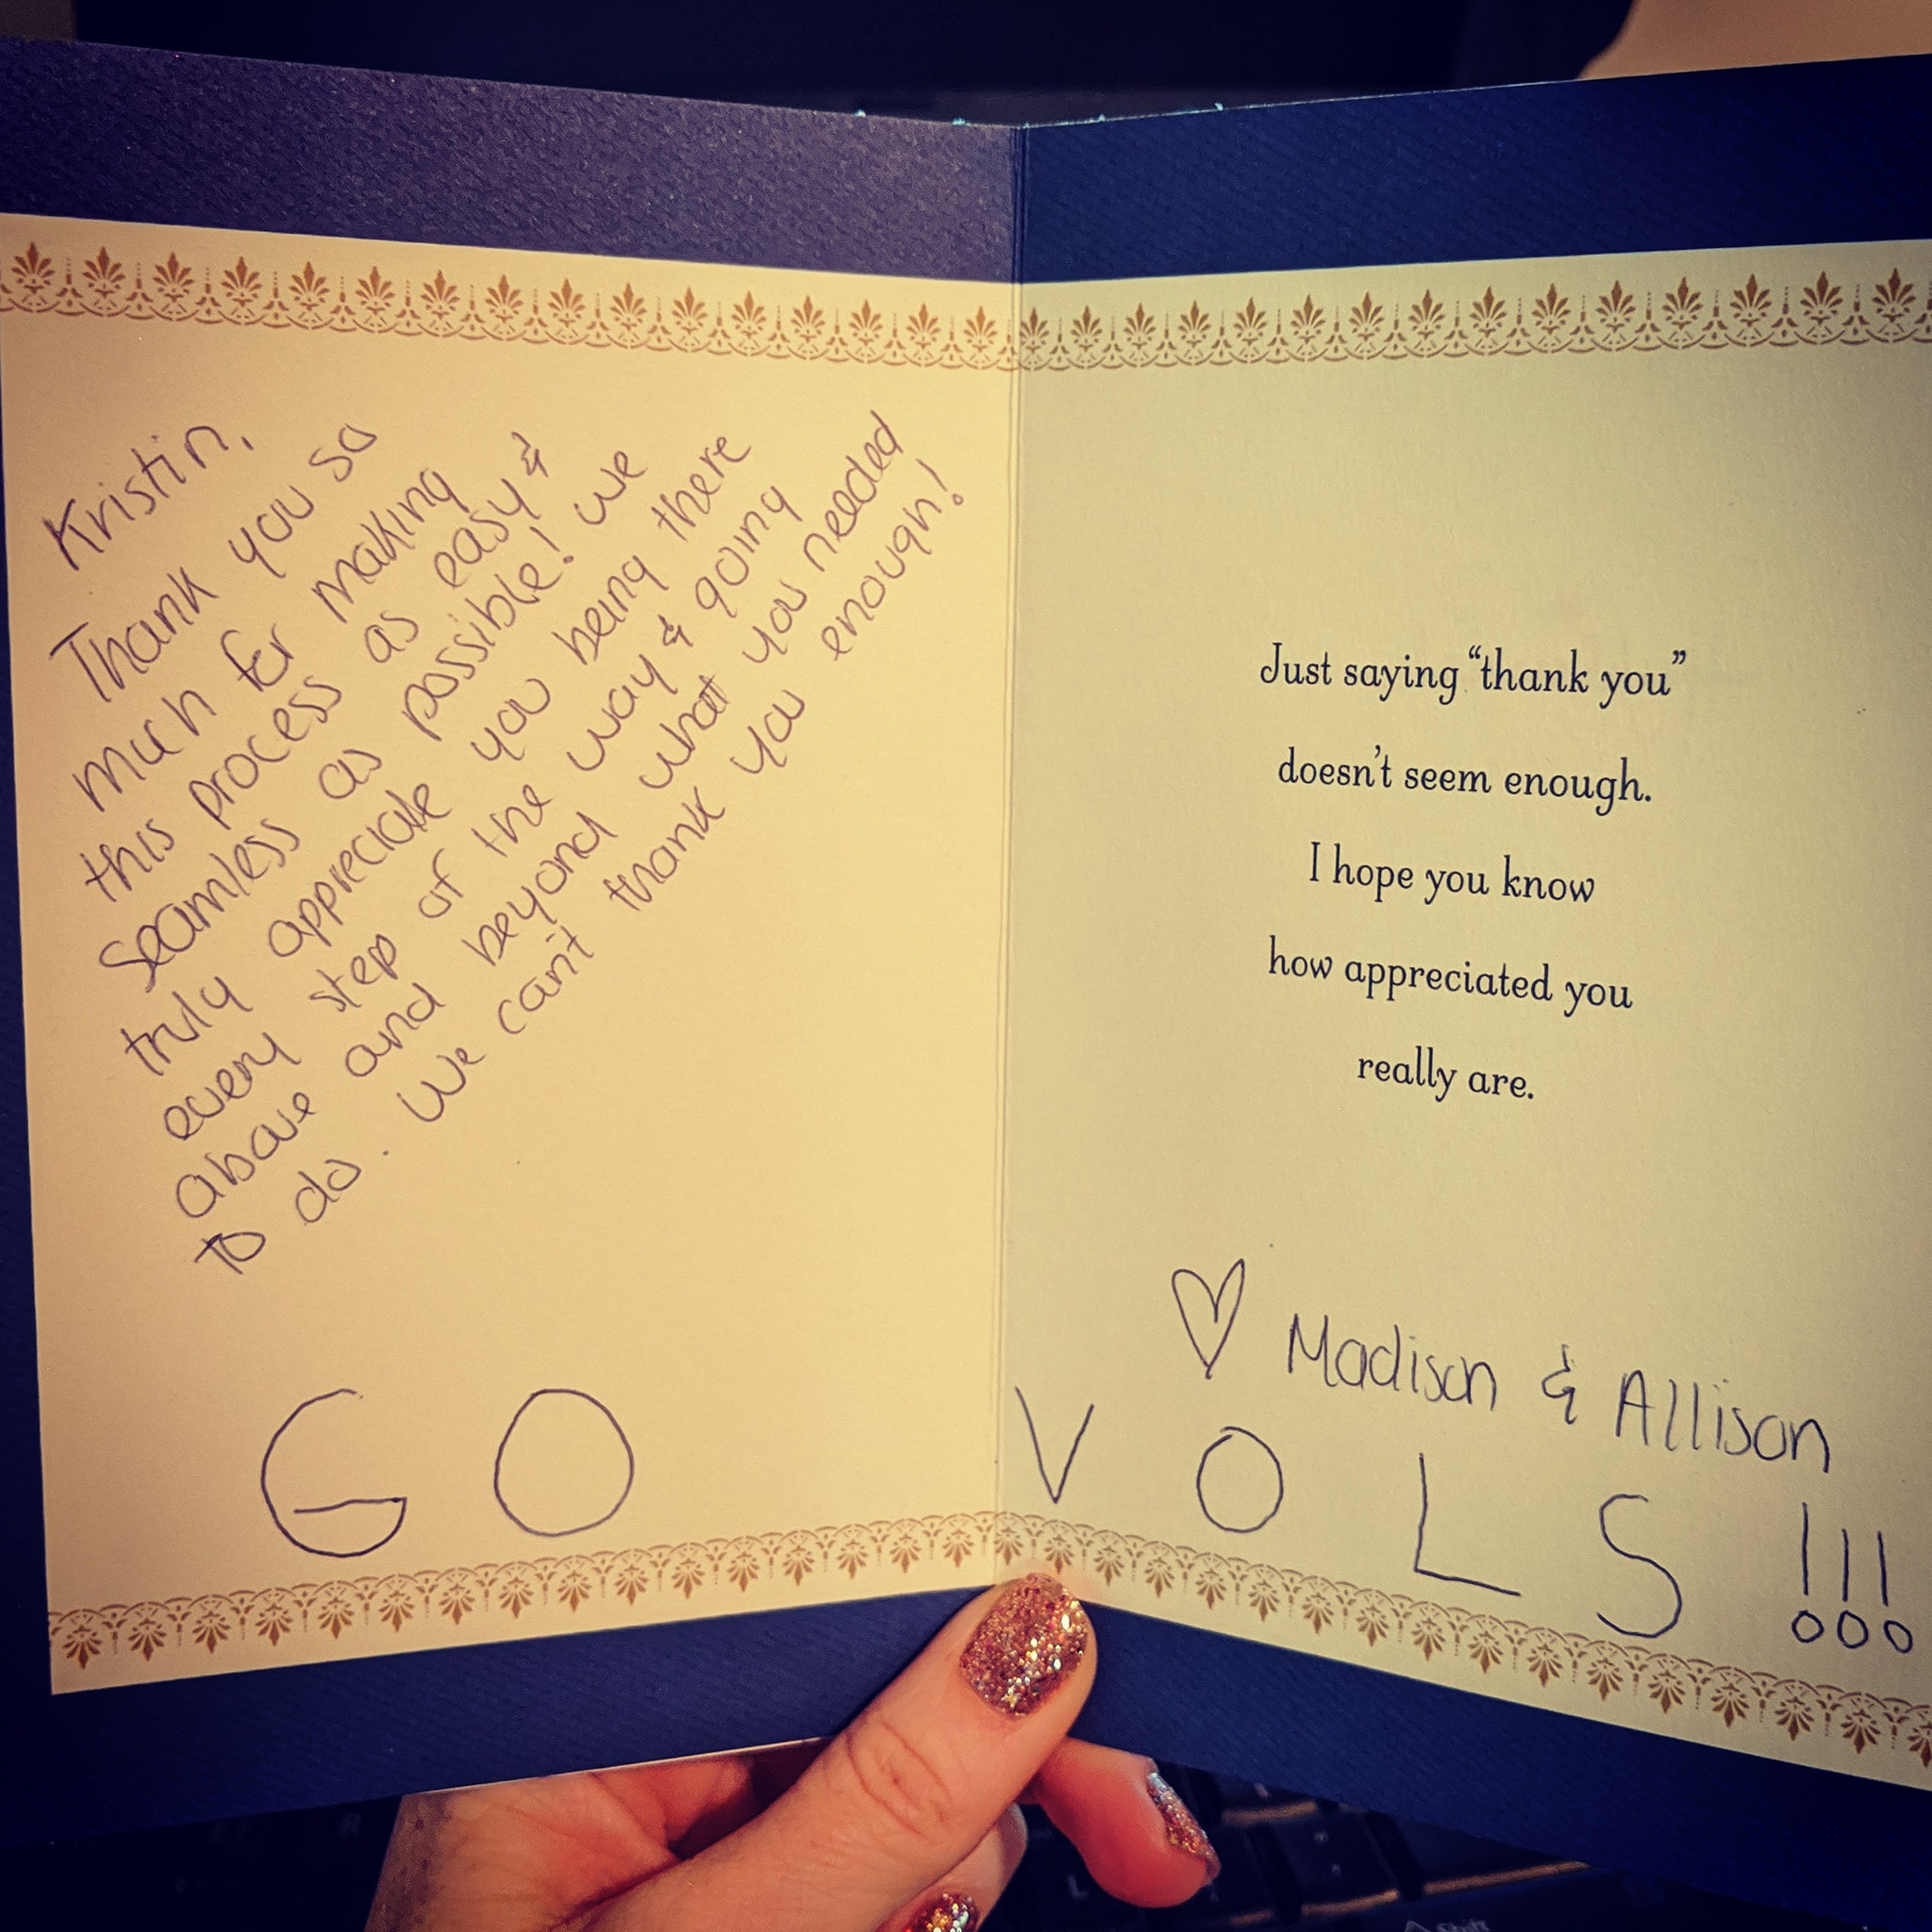 Kristin,
Thank you so
much for making
this process as easy &
seamless as possible! We
truly appreciate you being there
every step of the way & going
above and beyond what you needed
to do. We can't thank you enough!
Just saying “thank you”
doesn't seem enough.
I hope you know
how appreciated you
really are.
♡ Madison & Allison
GO VOLS!!!
Shift